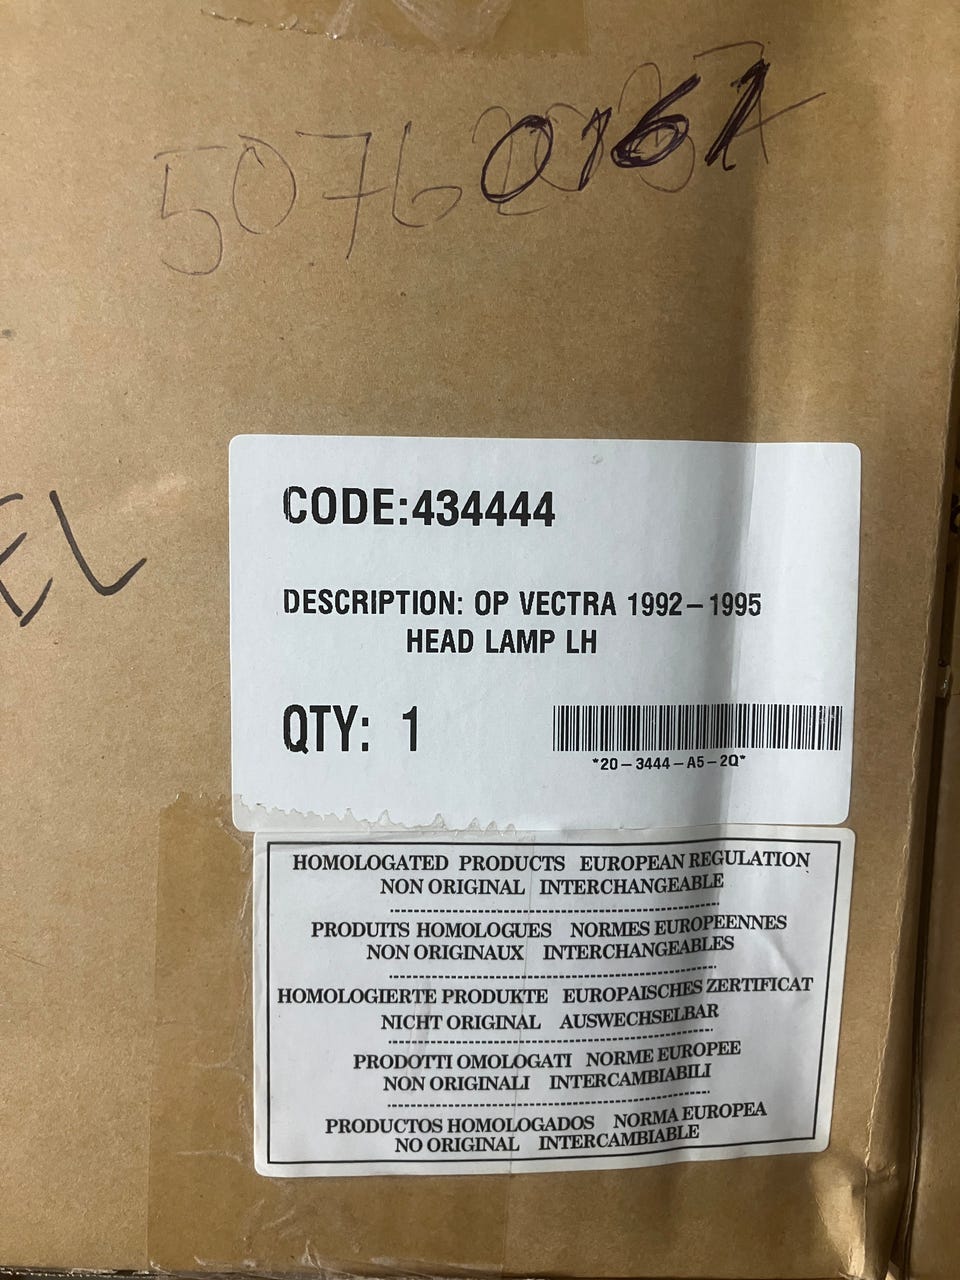 50760161
EL
CODE:434444
DESCRIPTION: OP VECTRA 1992-1995
HEAD LAMP LH
QTY: 1
*20-3444-A5-2Q*
HOMOLOGATED PRODUCTS EUROPEAN REGULATION
NON ORIGINAL INTERCHANGEABLE
PRODUITS HOMOLOGUES NORMES EUROPEENNES
NON ORIGINAUX INTERCHANGEABLES
HOMOLOGIERTE PRODUKTE EUROPAISCHES ZERTIFICAT
NICHT ORIGINAL AUSWECHSELBAR
PRODOTTI OMOLOGATI NORME EUROPEE
NON ORIGINALI INTERCAMBIABILI
PRODUCTOS HOMOLOGADOS NORMA EUROPEA
NO ORIGINAL INTERCAMBIABLE